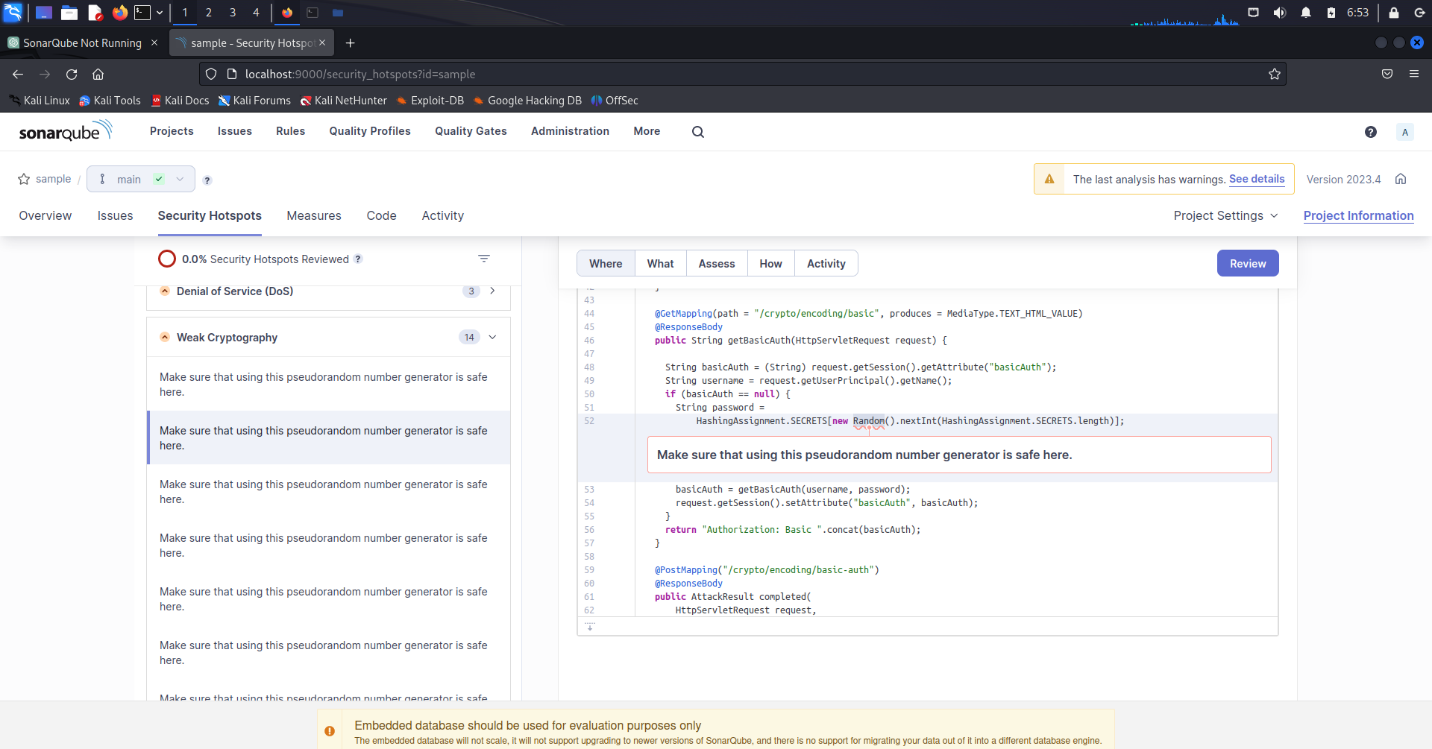 1 2 3 4 6:53
SonarQube Not Running × sample - Security Hotspot × +
localhost:9000/security_hotspots?id=sample
Kali Linux Kali Tools Kali Docs Kali Forums Kali NetHunter Exploit-DB Google Hacking DB OffSec
sonarqube Projects Issues Rules Quality Profiles Quality Gates Administration More ? A
sample / main ? The last analysis has warnings. See details Version 2023.4
Overview Issues Security Hotspots Measures Code Activity Project Settings Project Information
0.0% Security Hotspots Reviewed ?
Denial of Service (DoS) 3
Weak Cryptography 14
Make sure that using this pseudorandom number generator is safe
here.
Make sure that using this pseudorandom number generator is safe
here.
Make sure that using this pseudorandom number generator is safe
here.
Make sure that using this pseudorandom number generator is safe
here.
Make sure that using this pseudorandom number generator is safe
here.
Make sure that using this pseudorandom number generator is safe
here.
Make sure that using this pseudorandom number generator is safe
Where What Assess How Activity Review
42 }
43
44 @GetMapping(path = "/crypto/encoding/basic", produces = MediaType.TEXT_HTML_VALUE)
45 @ResponseBody
46 public String getBasicAuth(HttpServletRequest request) {
47
48 String basicAuth = (String) request.getSession().getAttribute("basicAuth");
49 String username = request.getUserPrincipal().getName();
50 if (basicAuth == null) {
51 String password =
52 HashingAssignment.SECRETS[new Random().nextInt(HashingAssignment.SECRETS.length)];
Make sure that using this pseudorandom number generator is safe here.
53 basicAuth = getBasicAuth(username, password);
54 request.getSession().setAttribute("basicAuth", basicAuth);
55 }
56 return "Authorization: Basic ".concat(basicAuth);
57 }
58
59 @PostMapping("/crypto/encoding/basic-auth")
60 @ResponseBody
61 public AttackResult completed(
62 HttpServletRequest request,
Embedded database should be used for evaluation purposes only
The embedded database will not scale, it will not support upgrading to newer versions of SonarQube, and there is no support for migrating your data out of it into a different database engine.